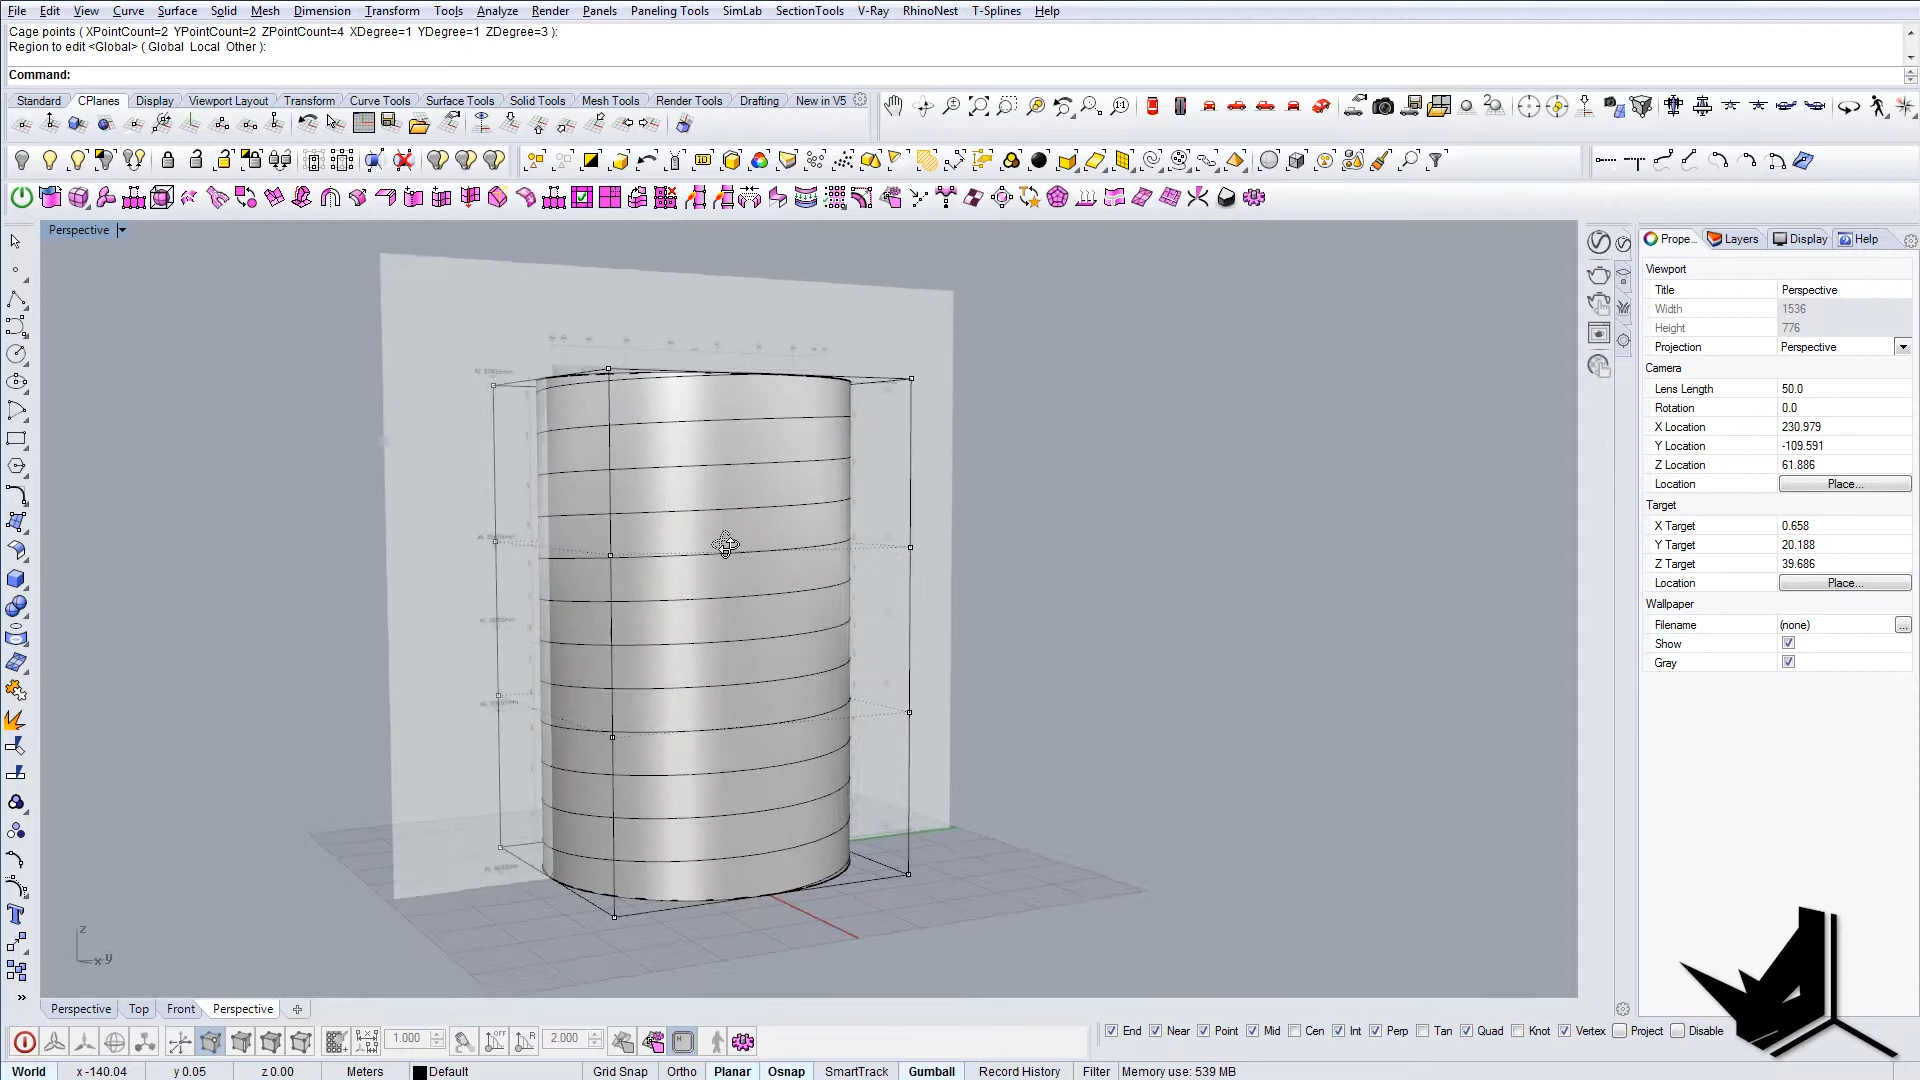 File Edit View Curve Surface Solid Mesh Dimension Transform Tools Analyze Render Panels Paneling Tools SimLab SectionTools V-Ray RhinoNest T-Splines Help
Cage points ( XPointCount=2 YPointCount=2 ZPointCount=4 XDegree=1 YDegree=1 ZDegree=3 ):
Region to edit <Global> ( Global Local Other ):
Command:
Standard CPlanes Display Viewport Layout Transform Curve Tools Surface Tools Solid Tools Mesh Tools Render Tools Drafting New in V5
Perspective
Prope... Layers Display Help
Viewport
Title Perspective
Width 1536
Height 776
Projection Perspective
Camera
Lens Length 50.0
Rotation 0.0
X Location 230.979
Y Location -109.591
Z Location 61.886
Location Place...
Target
X Target 0.658
Y Target 20.188
Z Target 39.686
Location Place...
Wallpaper
Filename (none) ...
Show
Gray
z
x y
Perspective Top Front Perspective
1.000 2.000
End Near Point Mid Cen Int Perp Tan Quad Knot Vertex Project Disable
World x -140.04 y 0.05 z 0.00 Meters Default Grid Snap Ortho Planar Osnap SmartTrack Gumball Record History Filter Memory use: 539 MB